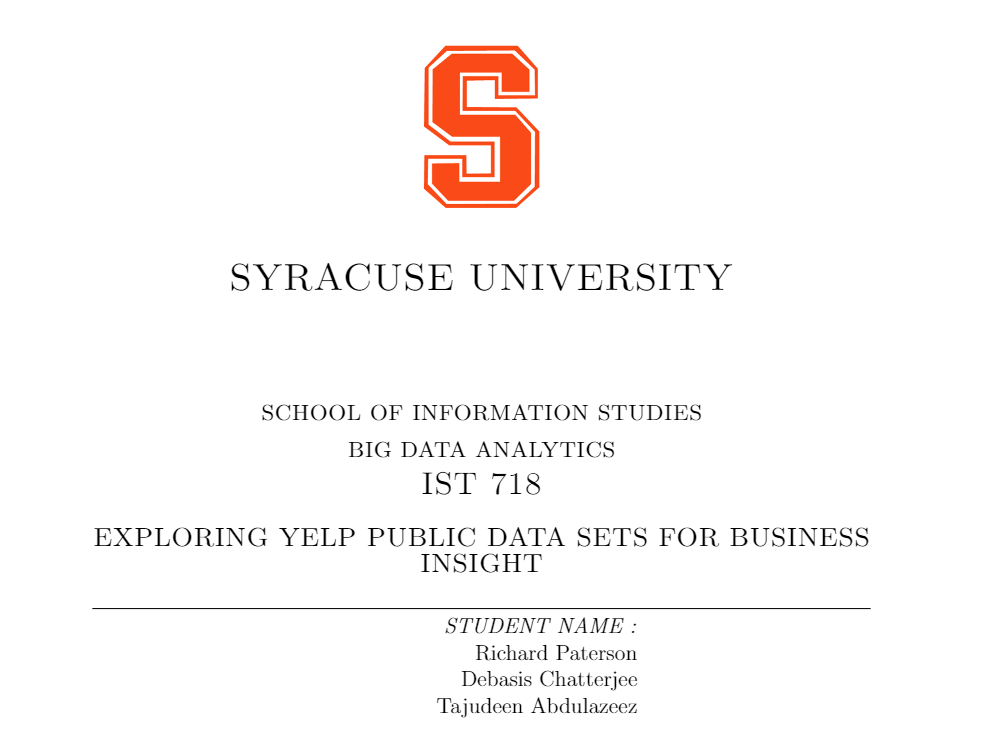 S
SYRACUSE UNIVERSITY
SCHOOL OF INFORMATION STUDIES
BIG DATA ANALYTICS
IST 718
EXPLORING YELP PUBLIC DATA SETS FOR BUSINESS
INSIGHT
STUDENT NAME :
Richard Paterson
Debasis Chatterjee
Tajudeen Abdulazeez